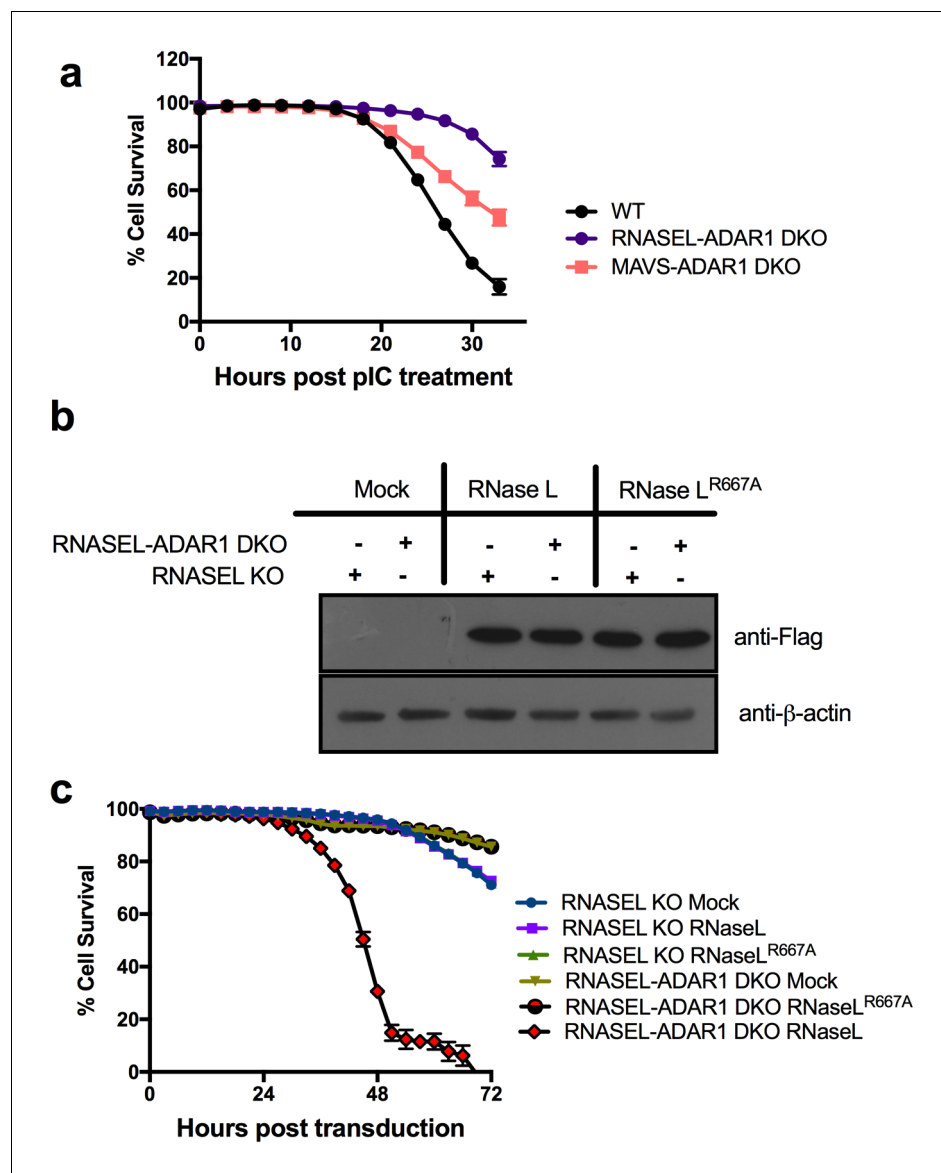 a
120
100
80
60
40
20
0
% Cell Survival
0 10 20 30
Hours post pIC treatment
WT
RNASEL-ADAR1 DKO
MAVS-ADAR1 DKO
b
Mock RNase L RNase L^R667A
RNASEL-ADAR1 DKO - + - + - +
RNASEL KO + - + - + -
anti-Flag
anti-β-actin
c
100
80
60
40
20
0
% Cell Survival
0 24 48 72
Hours post transduction
RNASEL KO Mock
RNASEL KO RNaseL
RNASEL KO RNaseL^R667A
RNASEL-ADAR1 DKO Mock
RNASEL-ADAR1 DKO RNaseL^R667A
RNASEL-ADAR1 DKO RNaseL